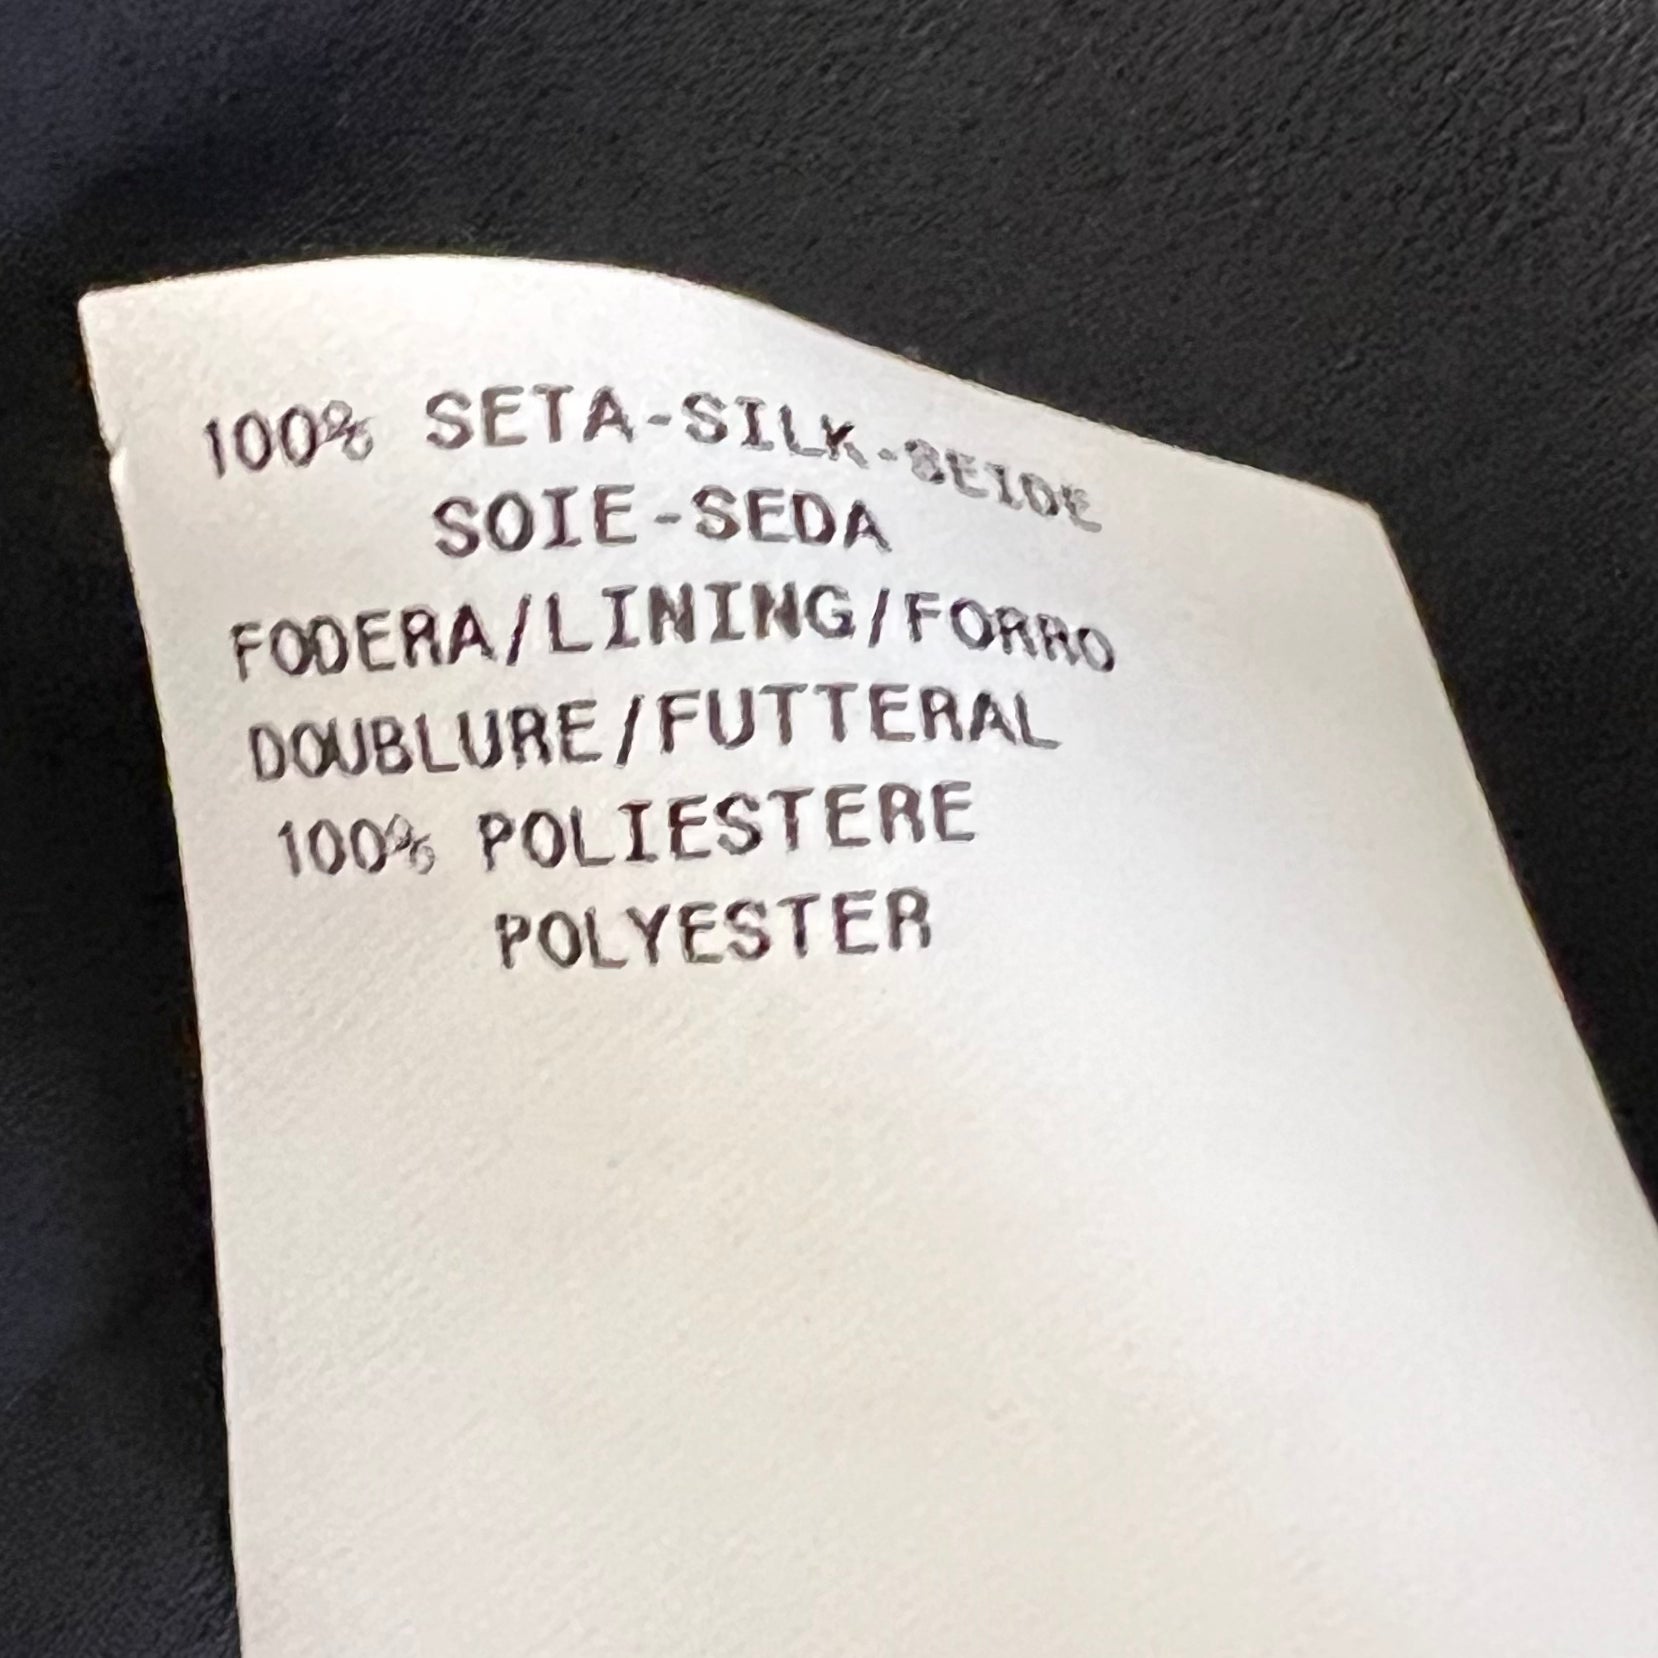 100% SETA-SILK-SEIDE
SOIE-SEDA
FODERA/LINING/FORRO
DOUBLURE/FUTTERAL
100% POLIESTERE
POLYESTER